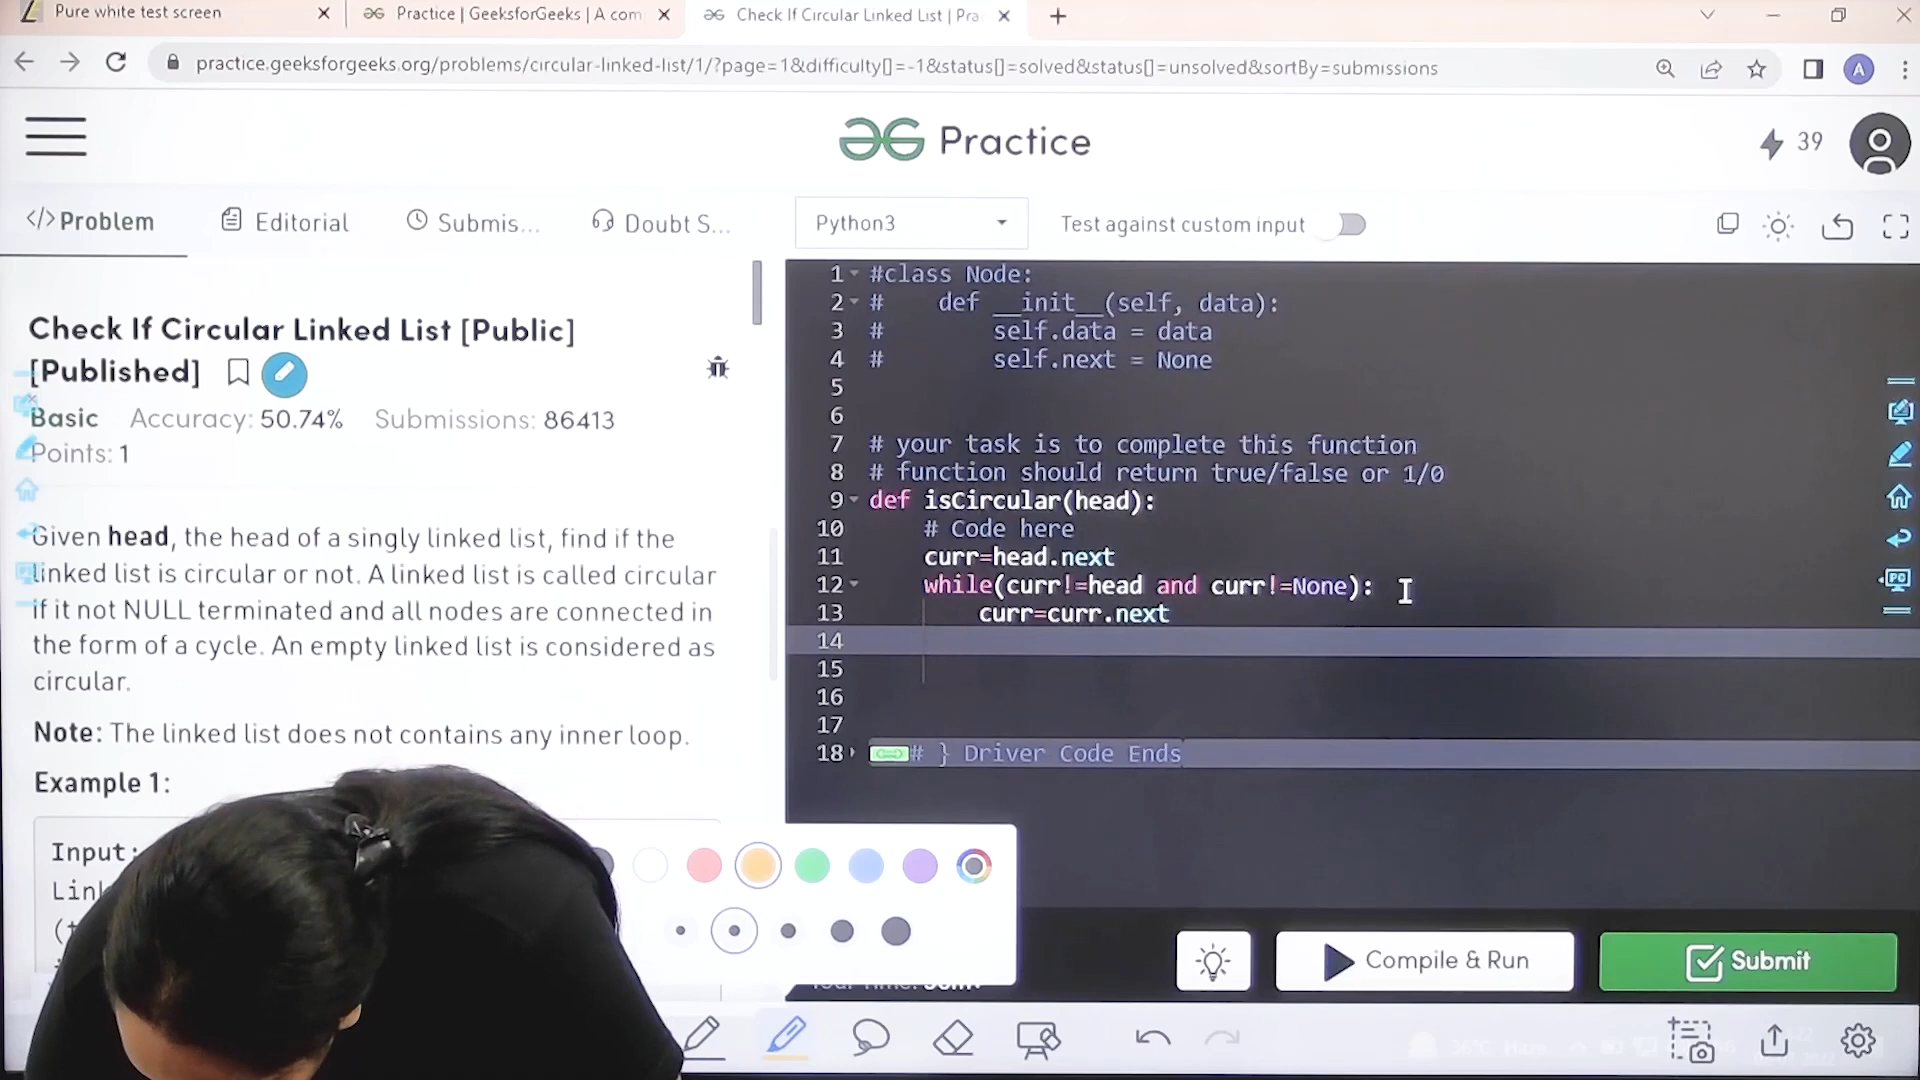 Pure white test screen
Practice | GeeksforGeeks | A com
Check If Circular Linked List | Pra
practice.geeksforgeeks.org/problems/circular-linked-list/1/?page=1&difficulty[]=-1&status[]=solved&status[]=unsolved&sortBy=submissions
A
Practice
39
</> Problem
Editorial
Submis...
Doubt S...
Python3
Test against custom input
Check If Circular Linked List [Public]
[Published]
Basic Accuracy: 50.74% Submissions: 86413
Points: 1
Given head, the head of a singly linked list, find if the
linked list is circular or not. A linked list is called circular
if it not NULL terminated and all nodes are connected in
the form of a cycle. An empty linked list is considered as
circular.
Note: The linked list does not contains any inner loop.
Example 1:
Input:
1 #class Node:
2 # def __init__(self, data):
3 # self.data = data
4 # self.next = None
5
6
7 # your task is to complete this function
8 # function should return true/false or 1/0
9 def isCircular(head):
10 # Code here
11 curr=head.next
12 while(curr!=head and curr!=None):
13 curr=curr.next
14
15
16
17
18 # } Driver Code Ends
Compile & Run
Submit